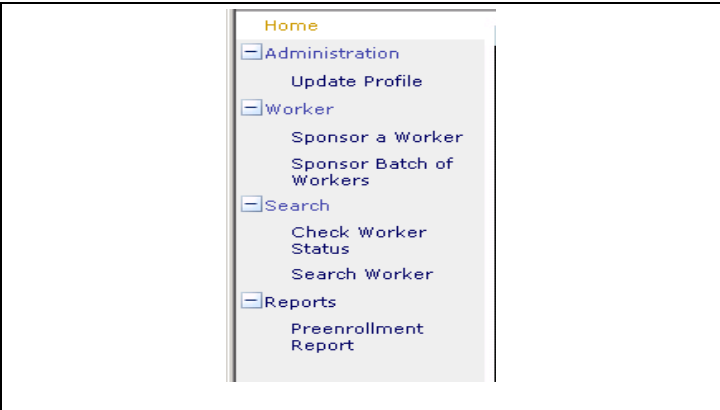 Home
Administration
Update Profile
Worker
Sponsor a Worker
Sponsor Batch of
Workers
Search
Check Worker
Status
Search Worker
Reports
Preenrollment
Report